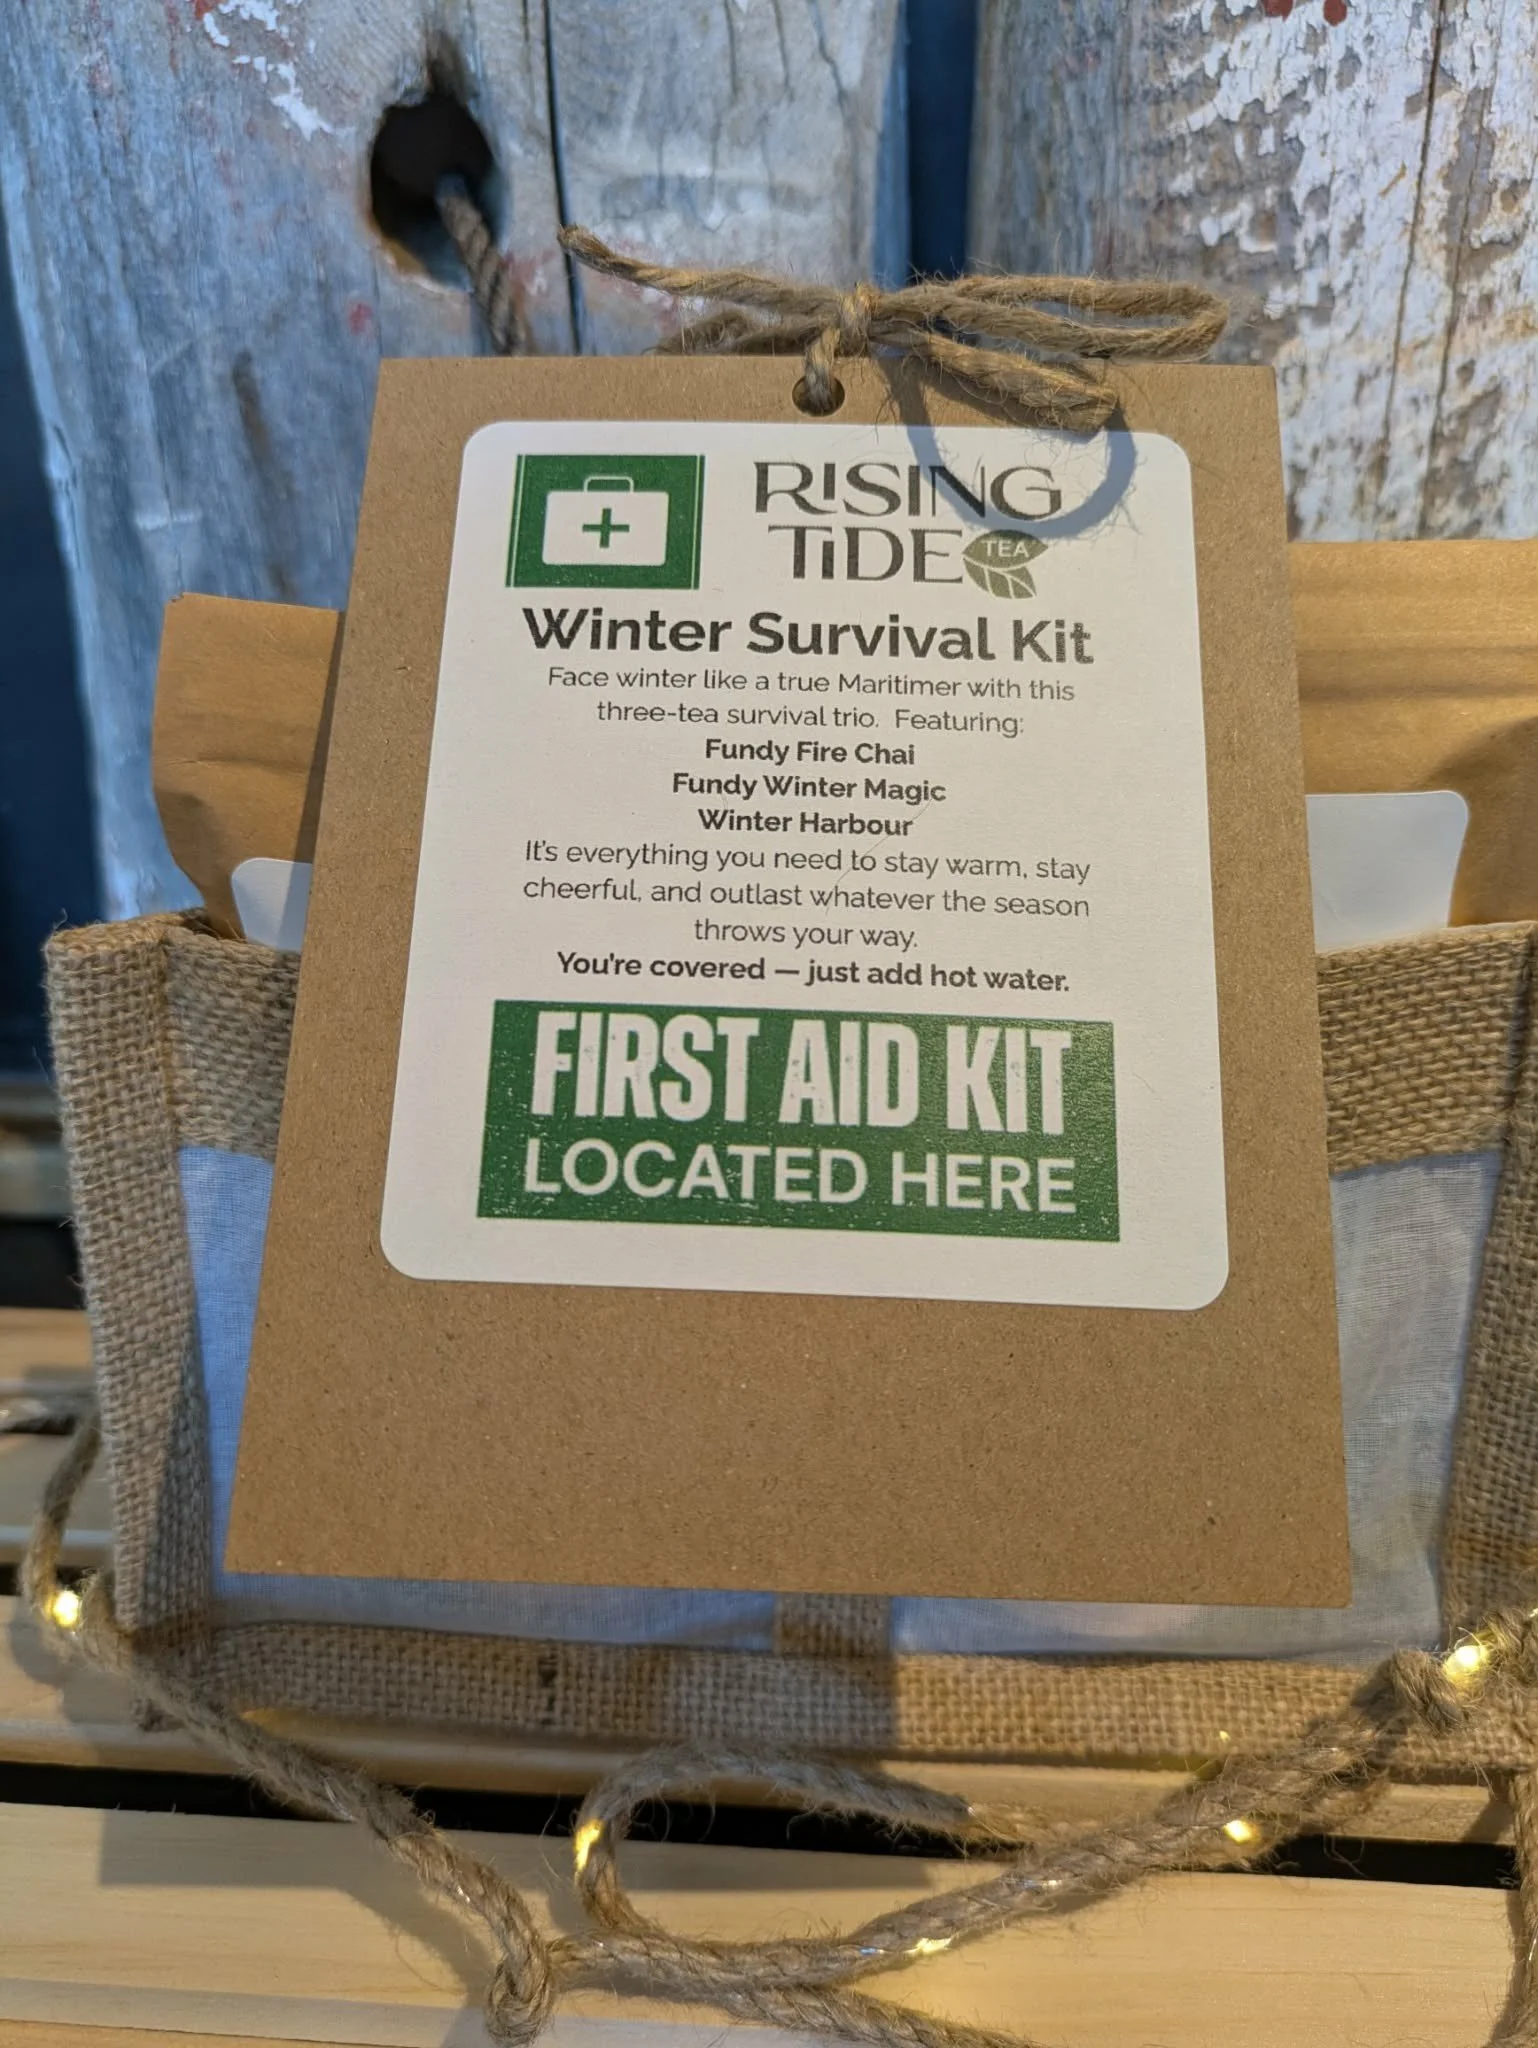 RISING
TiDE
TEA
Winter Survival Kit
Face winter like a true Maritimer with this
three-tea survival trio. Featuring:
Fundy Fire Chai
Fundy Winter Magic
Winter Harbour
It's everything you need to stay warm, stay
cheerful, and outlast whatever the season
throws your way.
You're covered — just add hot water.
FIRST AID KIT
LOCATED HERE